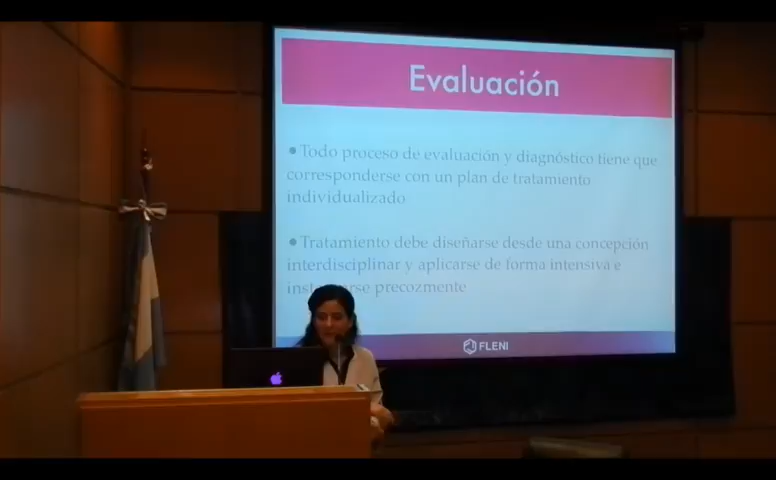 Evaluación
• Todo proceso de evaluación y diagnóstico tiene que
corresponderse con un plan de tratamiento
individualizado
• Tratamiento debe diseñarse desde una concepción
interdisciplinar y aplicarse de forma intensiva e
precozmente
FLENI